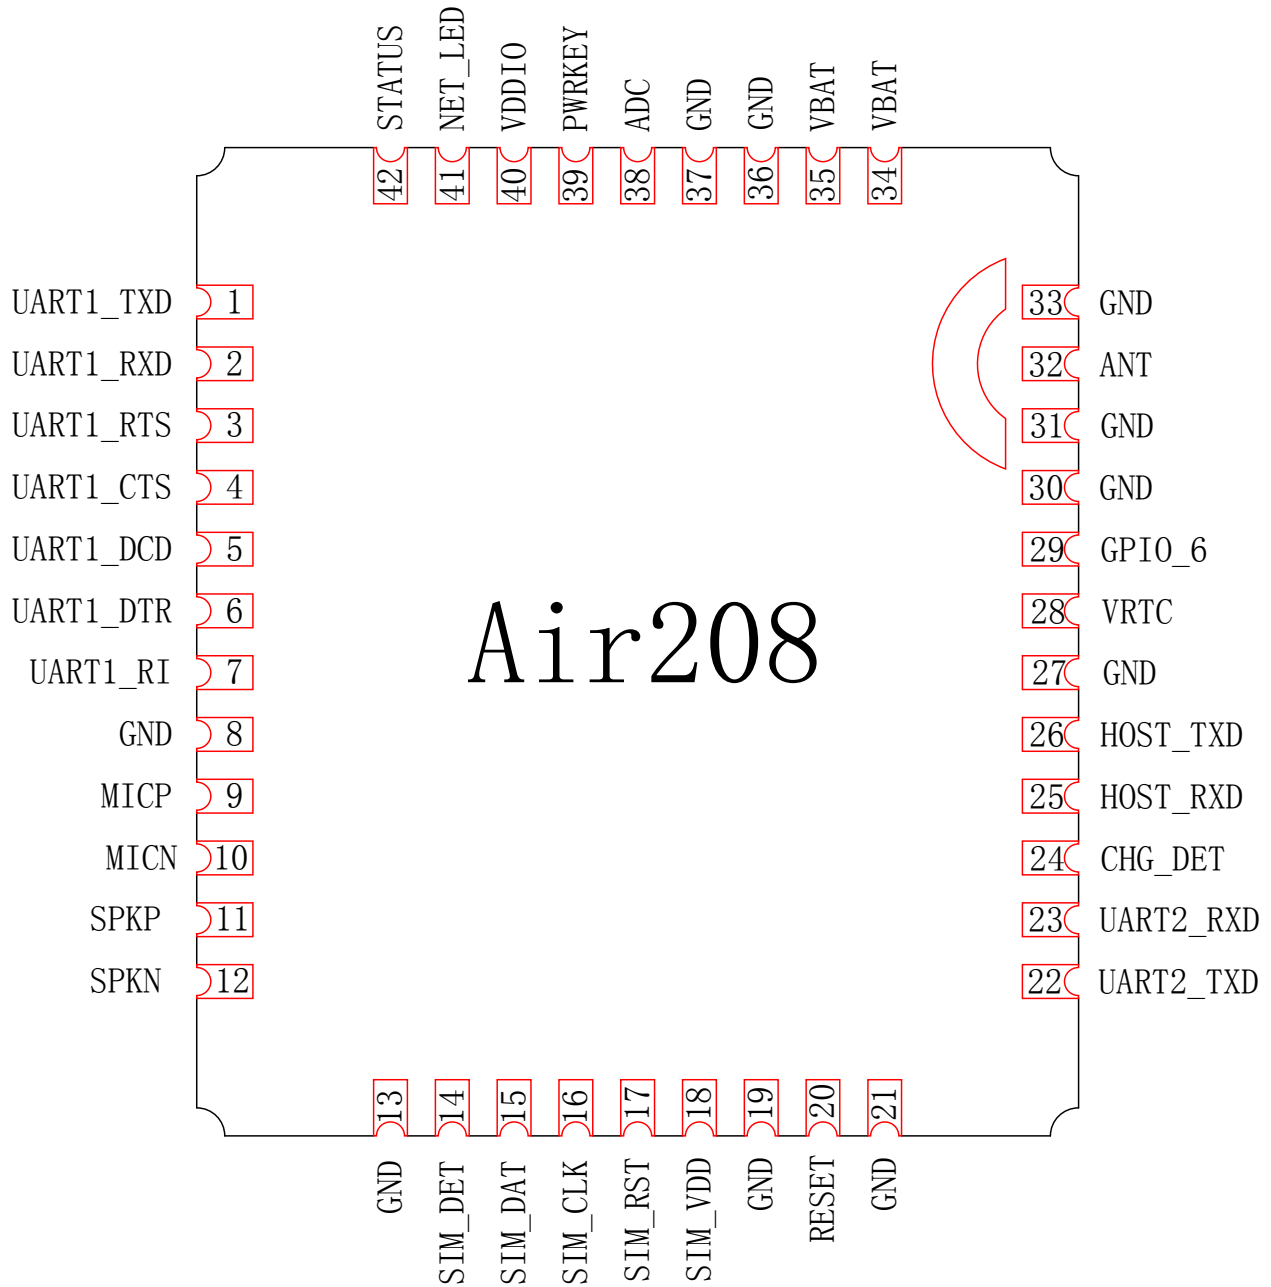 STATUS
NET_LED
VDDIO
PWRKEY
ADC
GND
GND
VBAT
VBAT
42
41
40
39
38
37
36
35
34
UART1_TXD 1
UART1_RXD 2
UART1_RTS 3
UART1_CTS 4
UART1_DCD 5
UART1_DTR 6
UART1_RI 7
GND 8
MICP 9
MICN 10
SPKP 11
SPKN 12
Air208
33 GND
32 ANT
31 GND
30 GND
29 GPIO_6
28 VRTC
27 GND
26 HOST_TXD
25 HOST_RXD
24 CHG_DET
23 UART2_RXD
22 UART2_TXD
13
14
15
16
17
18
19
20
21
GND
SIM_DET
SIM_DAT
SIM_CLK
SIM_RST
SIM_VDD
GND
RESET
GND